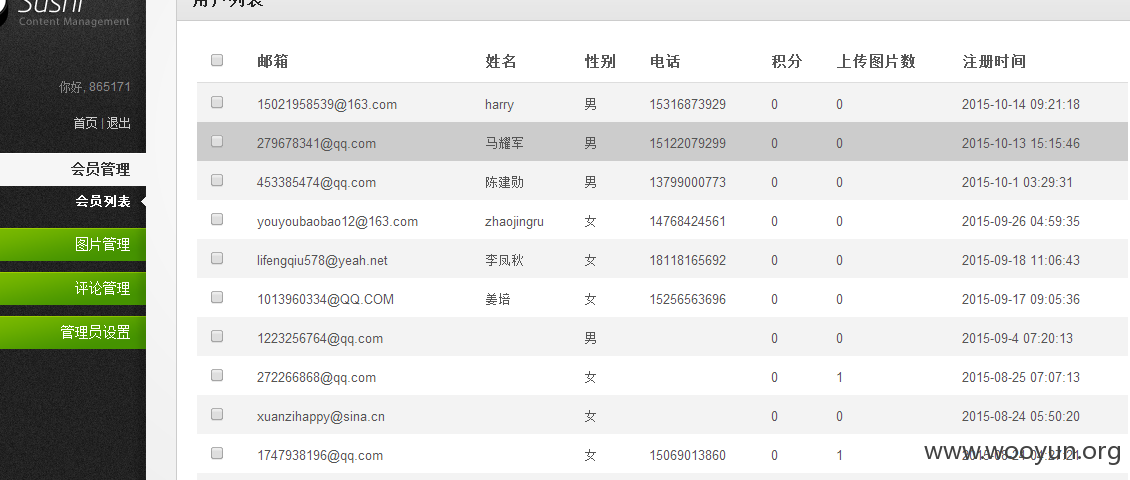 Sushi
Content Management
你好, 865171
首页 | 退出
会员管理
会员列表
图片管理
评论管理
管理员设置
用户列表
邮箱 姓名 性别 电话 积分 上传图片数 注册时间
15021958539@163.com harry 男 15316873929 0 0 2015-10-14 09:21:18
279678341@qq.com 马耀军 男 15122079299 0 0 2015-10-13 15:15:46
453385474@qq.com 陈建勋 男 13799000773 0 0 2015-10-1 03:29:31
youyoubaobao12@163.com zhaojingru 女 14768424561 0 0 2015-09-26 04:59:35
lifengqiu578@yeah.net 李凤秋 女 18118165692 0 0 2015-09-18 11:06:43
1013960334@QQ.COM 姜培 女 15256563696 0 0 2015-09-17 09:05:36
1223256764@qq.com 男 0 0 2015-09-4 07:20:13
272266868@qq.com 女 0 1 2015-08-25 07:07:13
xuanzihappy@sina.cn 女 0 0 2015-08-24 05:50:20
1747938196@qq.com 女 15069013860 0 1 2015-08-24 04:27:21
www.wooyun.org